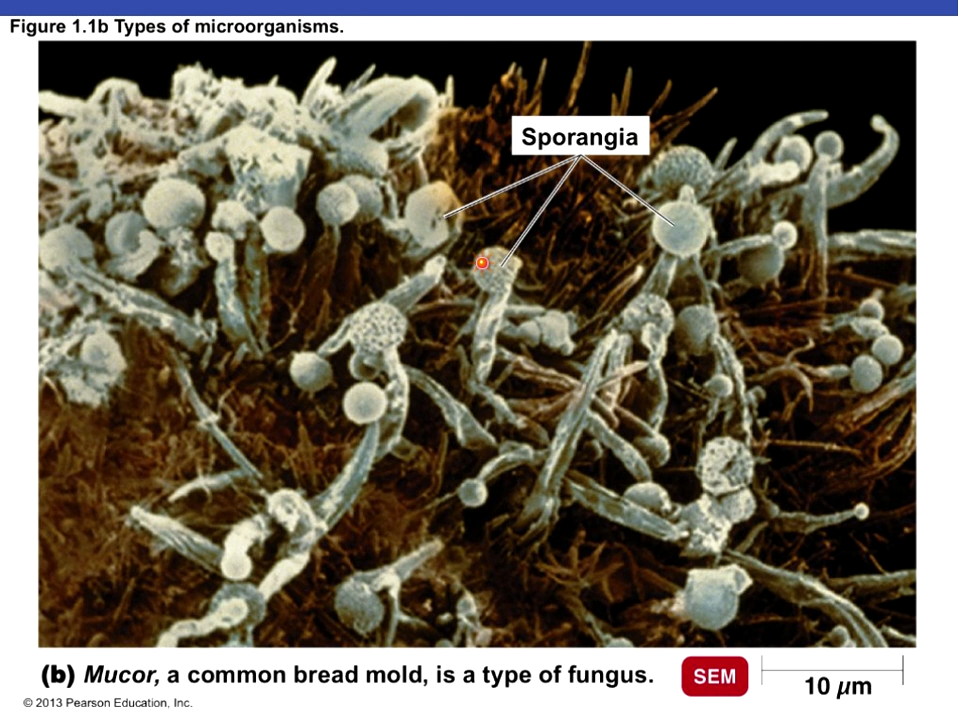 Figure 1.1b Types of microorganisms.
Sporangia
(b) Mucor, a common bread mold, is a type of fungus.
SEM
10 µm
© 2013 Pearson Education, Inc.